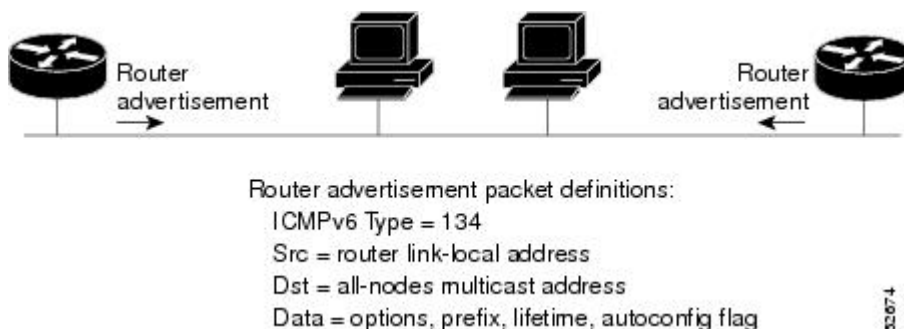 Router
advertisement
Router
advertisement
Router advertisement packet definitions:
ICMPv6 Type = 134
Src = router link-local address
Dst = all-nodes multicast address
Data = options, prefix, lifetime, autoconfig flag
52674